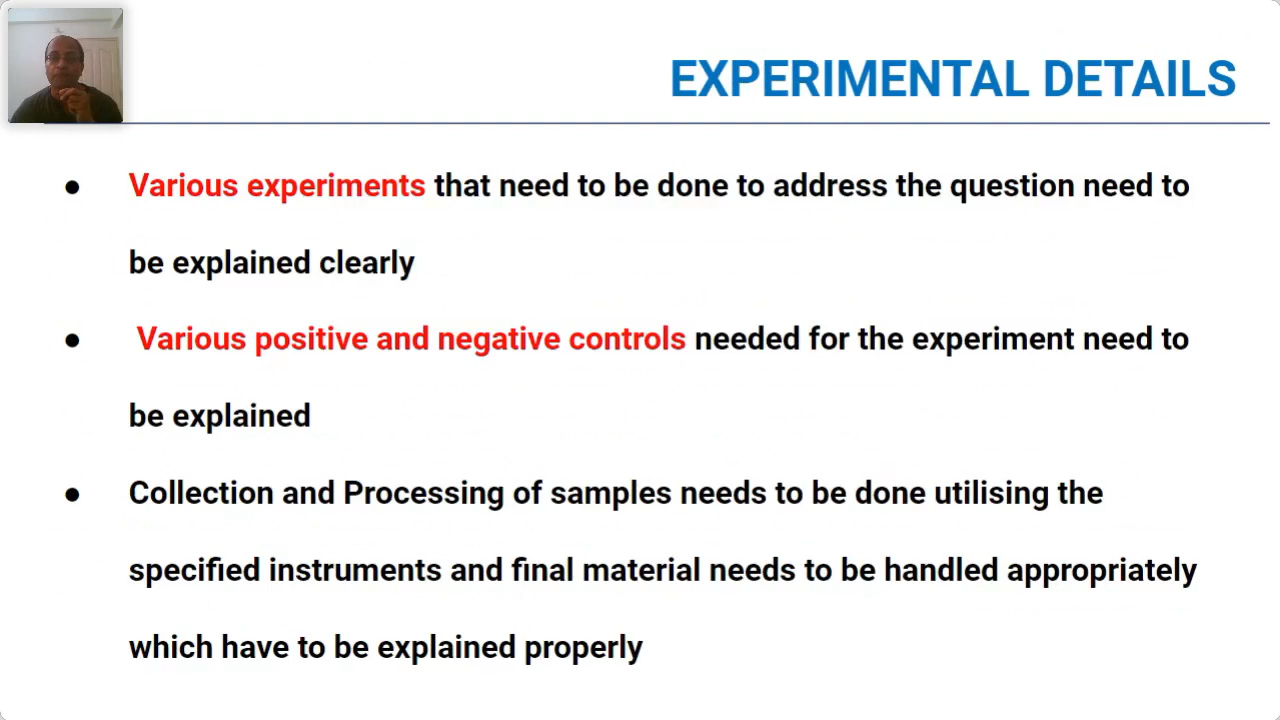 EXPERIMENTAL DETAILS
● Various experiments that need to be done to address the question need to
be explained clearly
● Various positive and negative controls needed for the experiment need to
be explained
● Collection and Processing of samples needs to be done utilising the
specified instruments and final material needs to be handled appropriately
which have to be explained properly